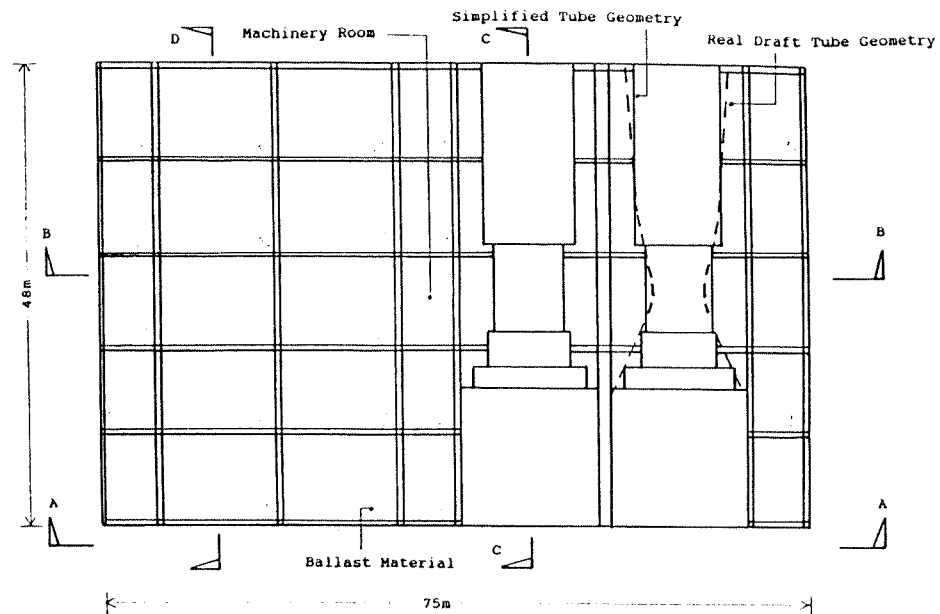 Simplified Tube Geometry
D
Machinery Room
C
Real Draft Tube Geometry
B
B
48m
A
A
C
Ballast Material
75m